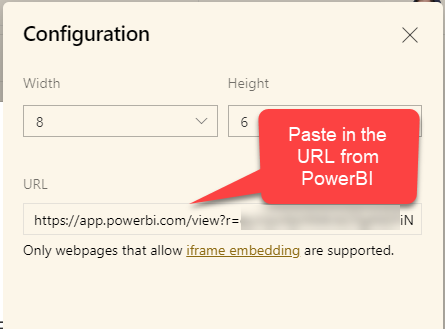 Configuration
Width Height
8 6
Paste in the
URL from
PowerBI
URL
https://app.powerbi.com/view?r= iN
Only webpages that allow iframe embedding are supported.